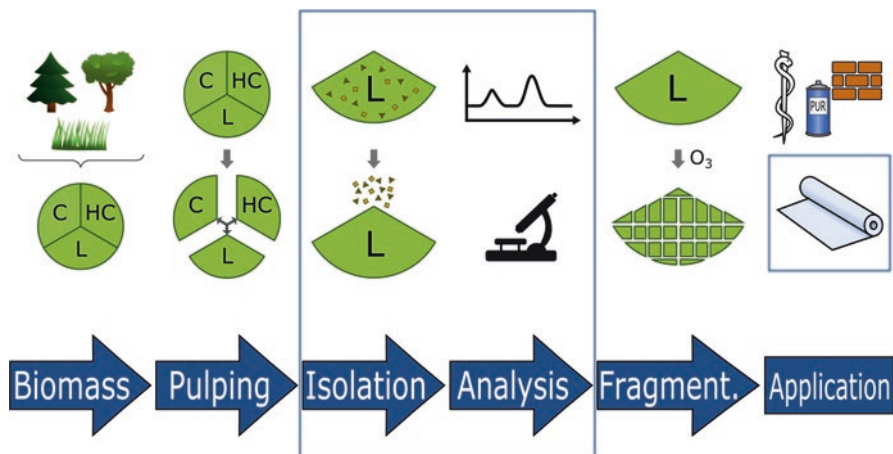 C HC
L
C HC
L
C HC
L
L
L
L
O₃
PUR
Biomass
Pulping
Isolation
Analysis
Fragment.
Application